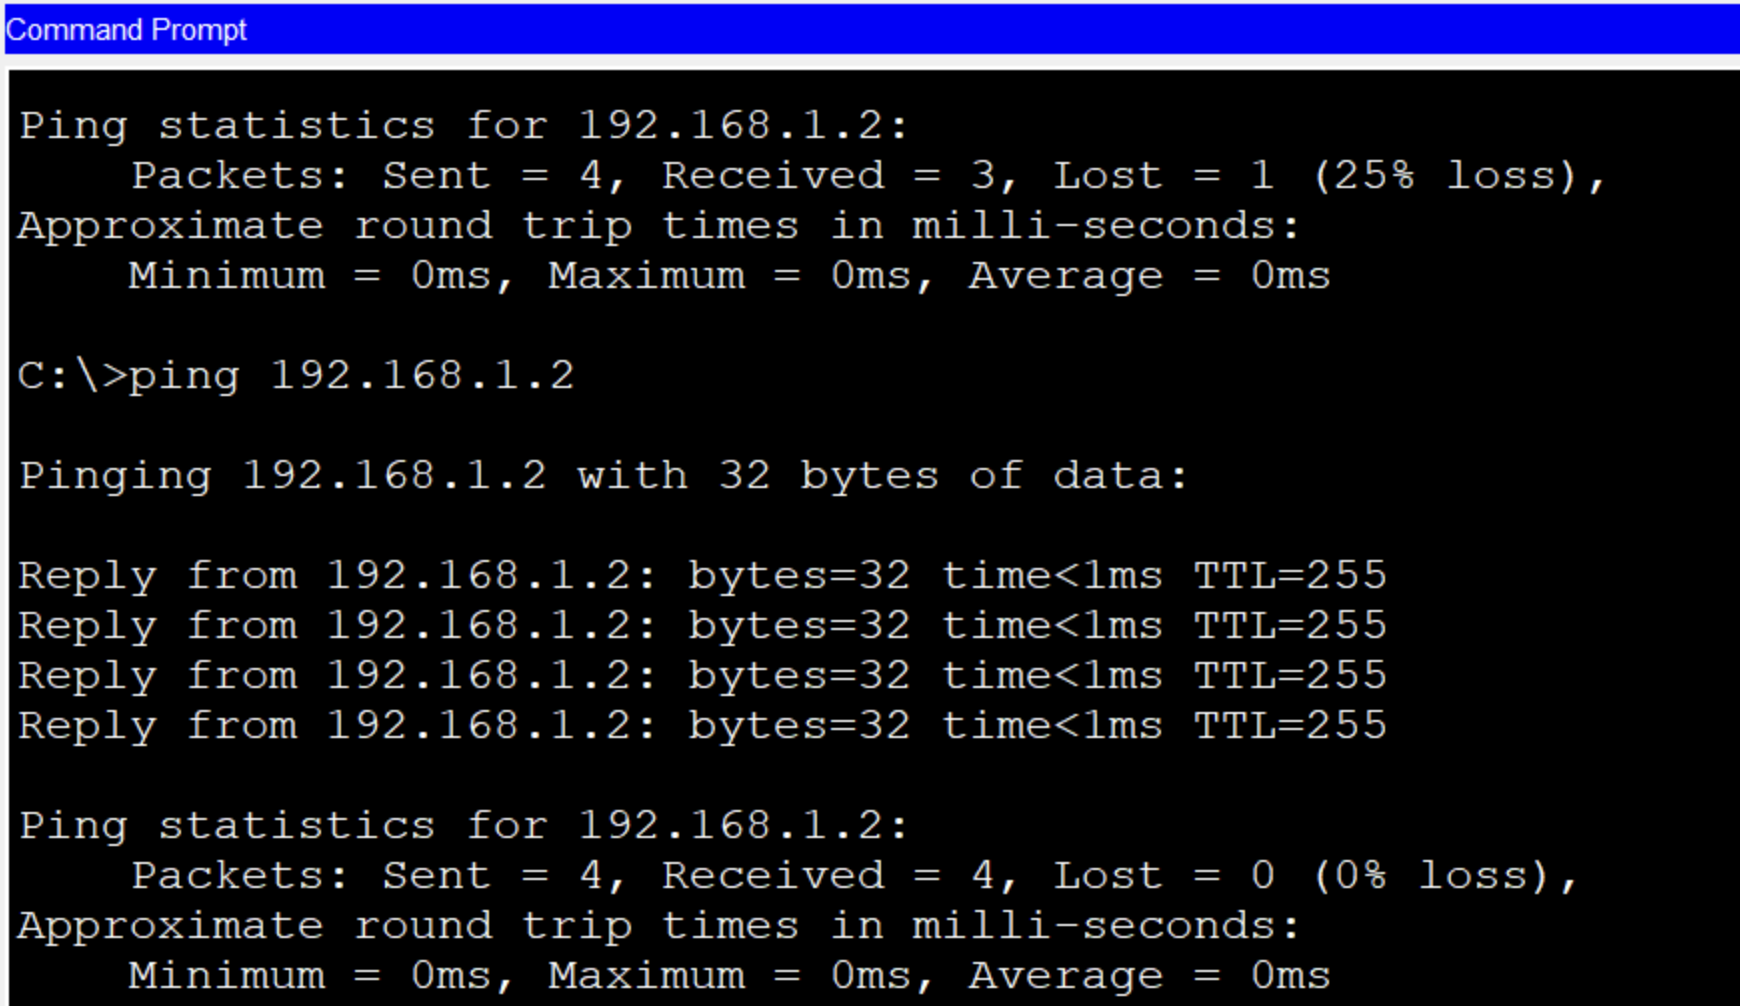 Command Prompt
Ping statistics for 192.168.1.2:
Packets: Sent = 4, Received = 3, Lost = 1 (25% loss),
Approximate round trip times in milli-seconds:
Minimum = 0ms, Maximum = 0ms, Average = 0ms
C:\>ping 192.168.1.2
Pinging 192.168.1.2 with 32 bytes of data:
Reply from 192.168.1.2: bytes=32 time<1ms TTL=255
Reply from 192.168.1.2: bytes=32 time<1ms TTL=255
Reply from 192.168.1.2: bytes=32 time<1ms TTL=255
Reply from 192.168.1.2: bytes=32 time<1ms TTL=255
Ping statistics for 192.168.1.2:
Packets: Sent = 4, Received = 4, Lost = 0 (0% loss),
Approximate round trip times in milli-seconds:
Minimum = 0ms, Maximum = 0ms, Average = 0ms